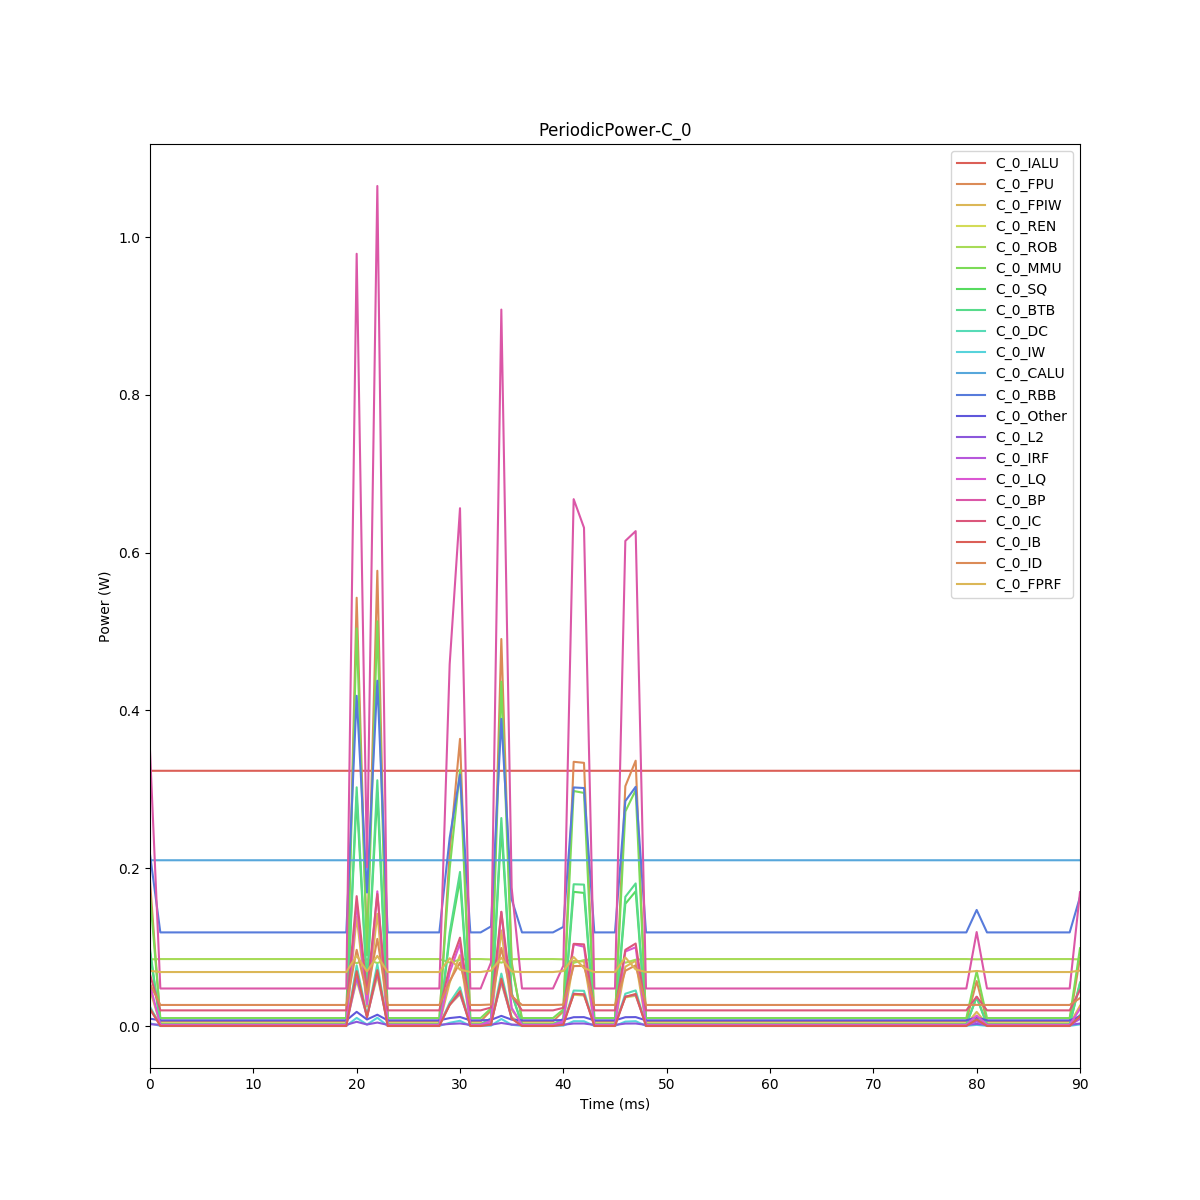 PeriodicPower-C_0
C_0_IALU
C_0_FPU
C_0_FPIW
C_0_REN
C_0_ROB
C_0_MMU
C_0_SQ
C_0_BTB
C_0_DC
C_0_IW
C_0_CALU
C_0_RBB
C_0_Other
C_0_L2
C_0_IRF
C_0_LQ
C_0_BP
C_0_IC
C_0_IB
C_0_ID
C_0_FPRF
1.0
0.8
0.6
0.4
0.2
0.0
Power (W)
0 10 20 30 40 50 60 70 80 90
Time (ms)